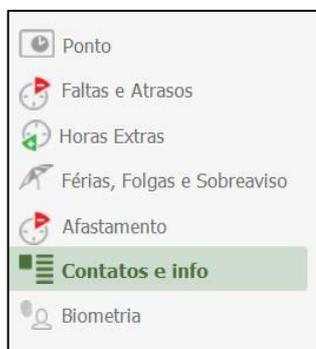 Ponto
Faltas e Atrasos
Horas Extras
Férias, Folgas e Sobreaviso
Afastamento
Contatos e info
Biometria